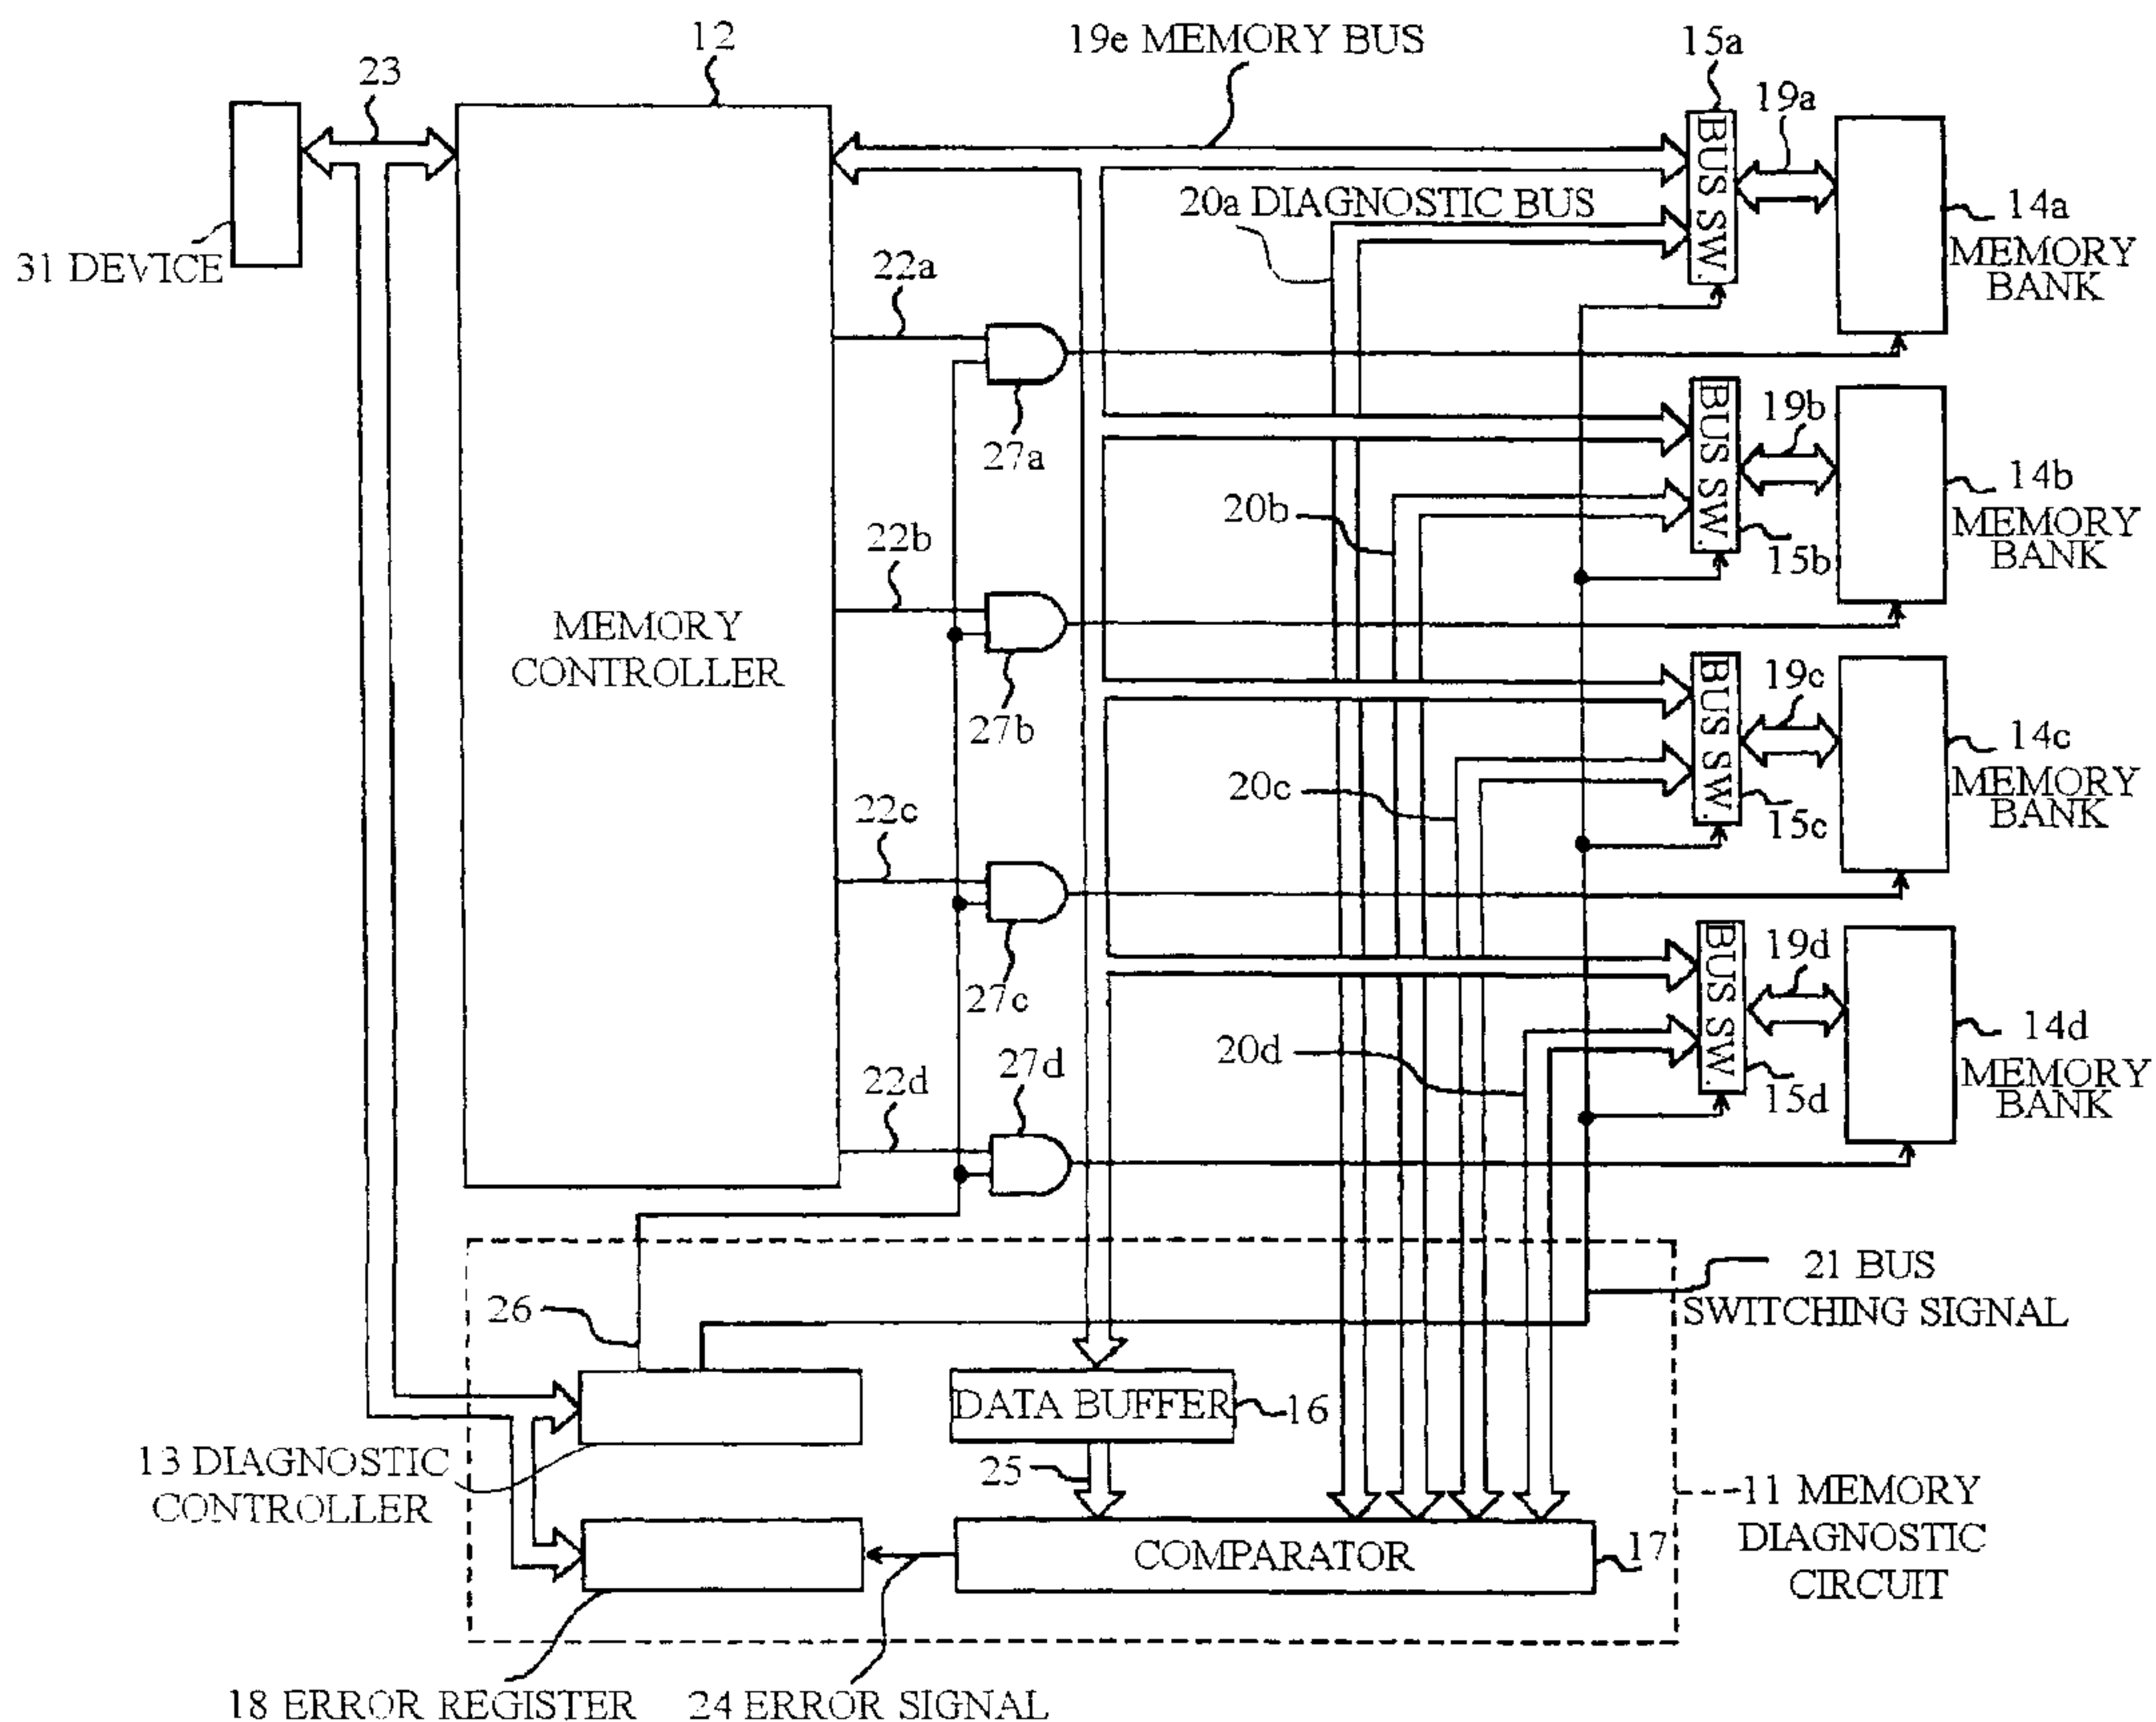 12
19e MEMORY BUS
15a
23
19a
20a DIAGNOSTIC BUS
BUS SW.
14a
MEMORY
BANK
31 DEVICE
22a
27a
19b
BUS SW.
14b
MEMORY
BANK
20b
15b
22b
MEMORY
CONTROLLER
27b
19c
BUS SW.
14c
MEMORY
BANK
20c
15c
22c
27c
19d
BUS SW.
14d
MEMORY
BANK
20d
15d
22d
27d
21 BUS
SWITCHING SIGNAL
26
DATA BUFFER
16
13 DIAGNOSTIC
CONTROLLER
25
11 MEMORY
DIAGNOSTIC
CIRCUIT
COMPARATOR
17
18 ERROR REGISTER
24 ERROR SIGNAL